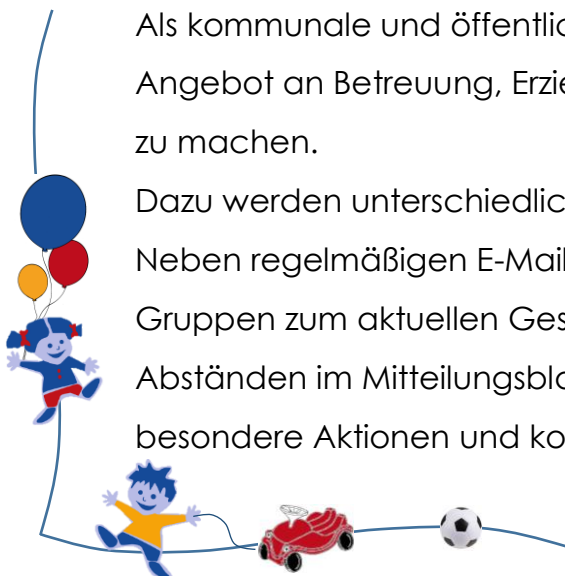 Als kommunale und öffentlic
Angebot an Betreuung, Erzie
zu machen.
Dazu werden unterschiedlic
Neben regelmäßigen E-Mail
Gruppen zum aktuellen Ges
Abständen im Mitteilungsbla
besondere Aktionen und ko